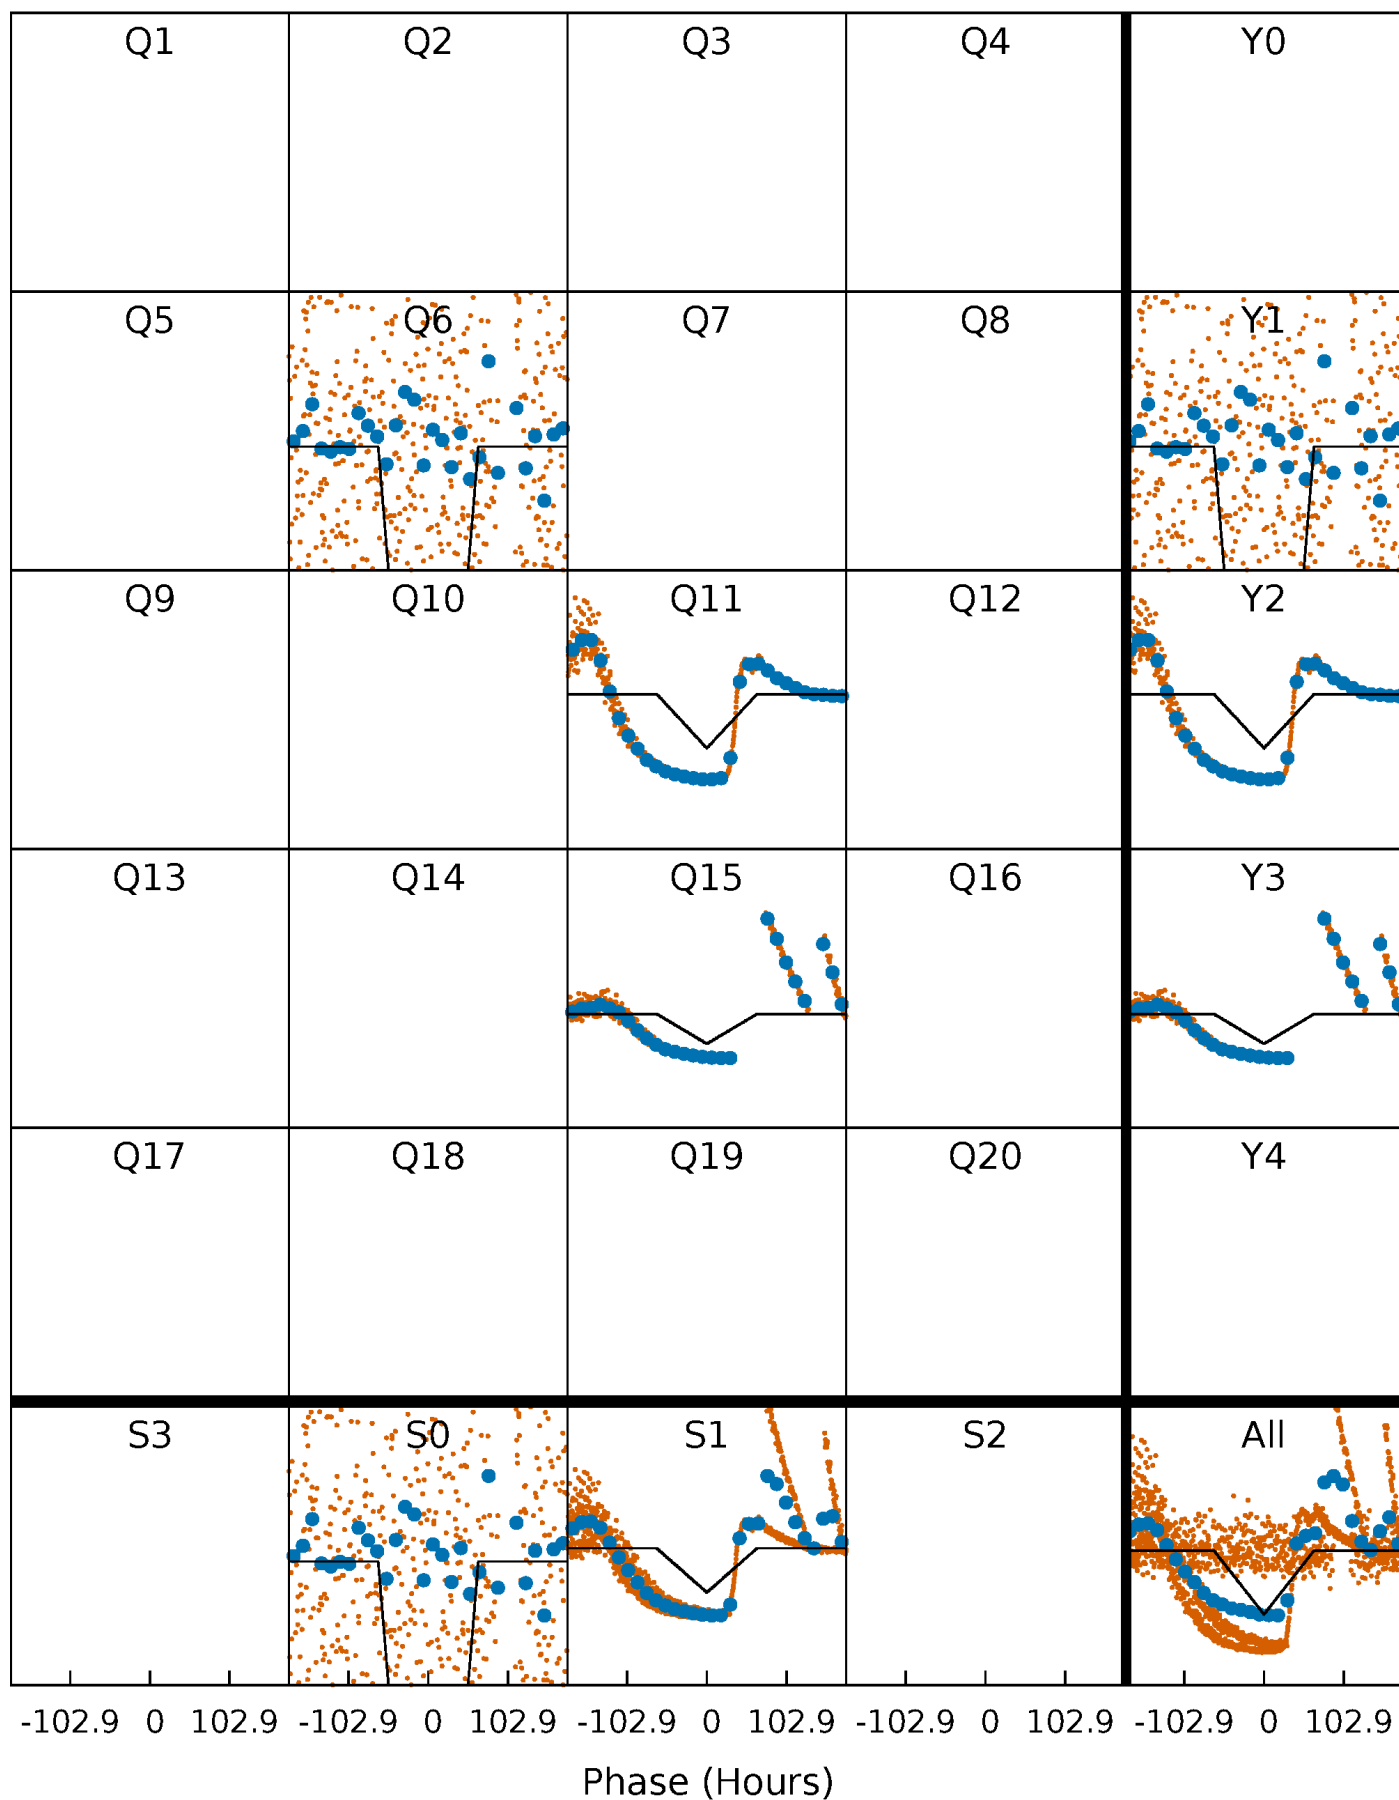 Q1 Q2 Q3 Q4 Y0
Q5 Q6 Q7 Q8 Y1
Q9 Q10 Q11 Q12 Y2
Q13 Q14 Q15 Q16 Y3
Q17 Q18 Q19 Q20 Y4
S3 S0 S1 S2 All
-102.9 0 102.9 -102.9 0 102.9 -102.9 0 102.9 -102.9 0 102.9 -102.9 0 102.9
Phase (Hours)